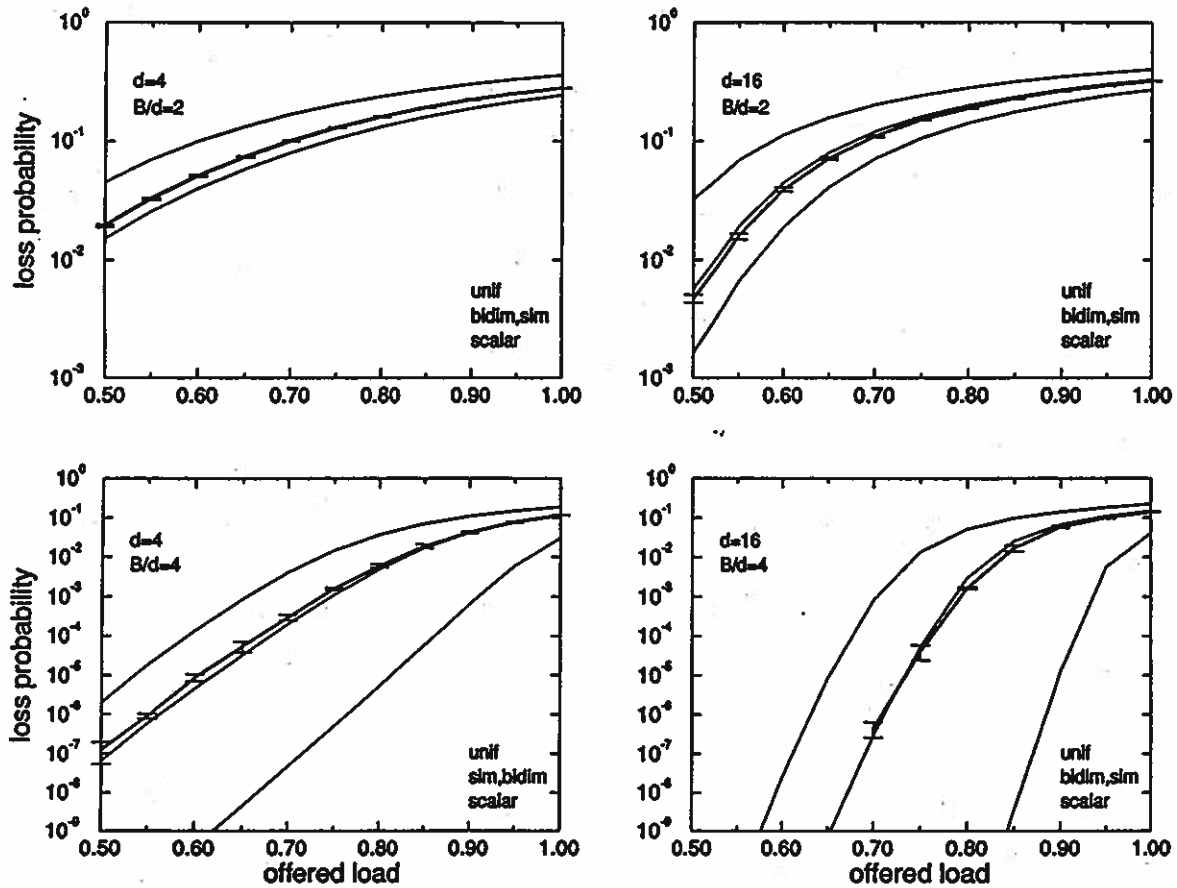 10⁰
d=4
B/d=2
10⁻¹
loss probability
10⁻²
unif
bidim,sim
scalar
10⁻³
0.50 0.60 0.70 0.80 0.90 1.00
10⁰
d=16
B/d=2
10⁻¹
10⁻²
unif
bidim,sim
scalar
10⁻³
0.50 0.60 0.70 0.80 0.90 1.00
10⁰
10⁻¹
d=4
10⁻²
B/d=4
10⁻³
10⁻⁴
loss probability
10⁻⁵
10⁻⁶
10⁻⁷
unif
sim,bidim
10⁻⁸
scalar
10⁻⁹
0.50 0.60 0.70 0.80 0.90 1.00
offered load
10⁰
10⁻¹
d=16
10⁻²
B/d=4
10⁻³
10⁻⁴
10⁻⁵
10⁻⁶
10⁻⁷
unif
bidim,sim
10⁻⁸
scalar
10⁻⁹
0.50 0.60 0.70 0.80 0.90 1.00
offered load